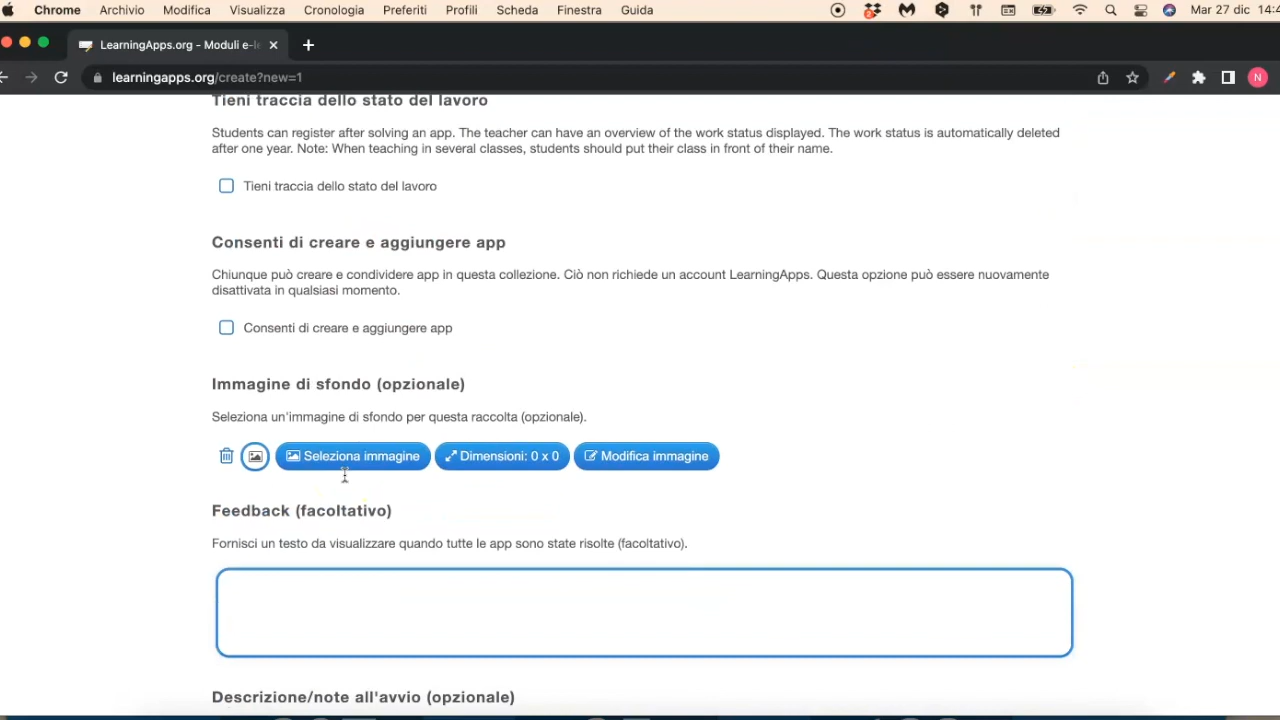 Chrome Archivio Modifica Visualizza Cronologia Preferiti Profili Scheda Finestra Guida Mar 27 dic 14:4
LearningApps.org - Moduli e-le
learningapps.org/create?new=1
N
Tieni traccia dello stato del lavoro
Students can register after solving an app. The teacher can have an overview of the work status displayed. The work status is automatically deleted
after one year. Note: When teaching in several classes, students should put their class in front of their name.
Tieni traccia dello stato del lavoro
Consenti di creare e aggiungere app
Chiunque può creare e condividere app in questa collezione. Ciò non richiede un account LearningApps. Questa opzione può essere nuovamente
disattivata in qualsiasi momento.
Consenti di creare e aggiungere app
Immagine di sfondo (opzionale)
Seleziona un'immagine di sfondo per questa raccolta (opzionale).
Seleziona immagine Dimensioni: 0 x 0 Modifica immagine
Feedback (facoltativo)
Fornisci un testo da visualizzare quando tutte le app sono state risolte (facoltativo).
Descrizione/note all'avvio (opzionale)